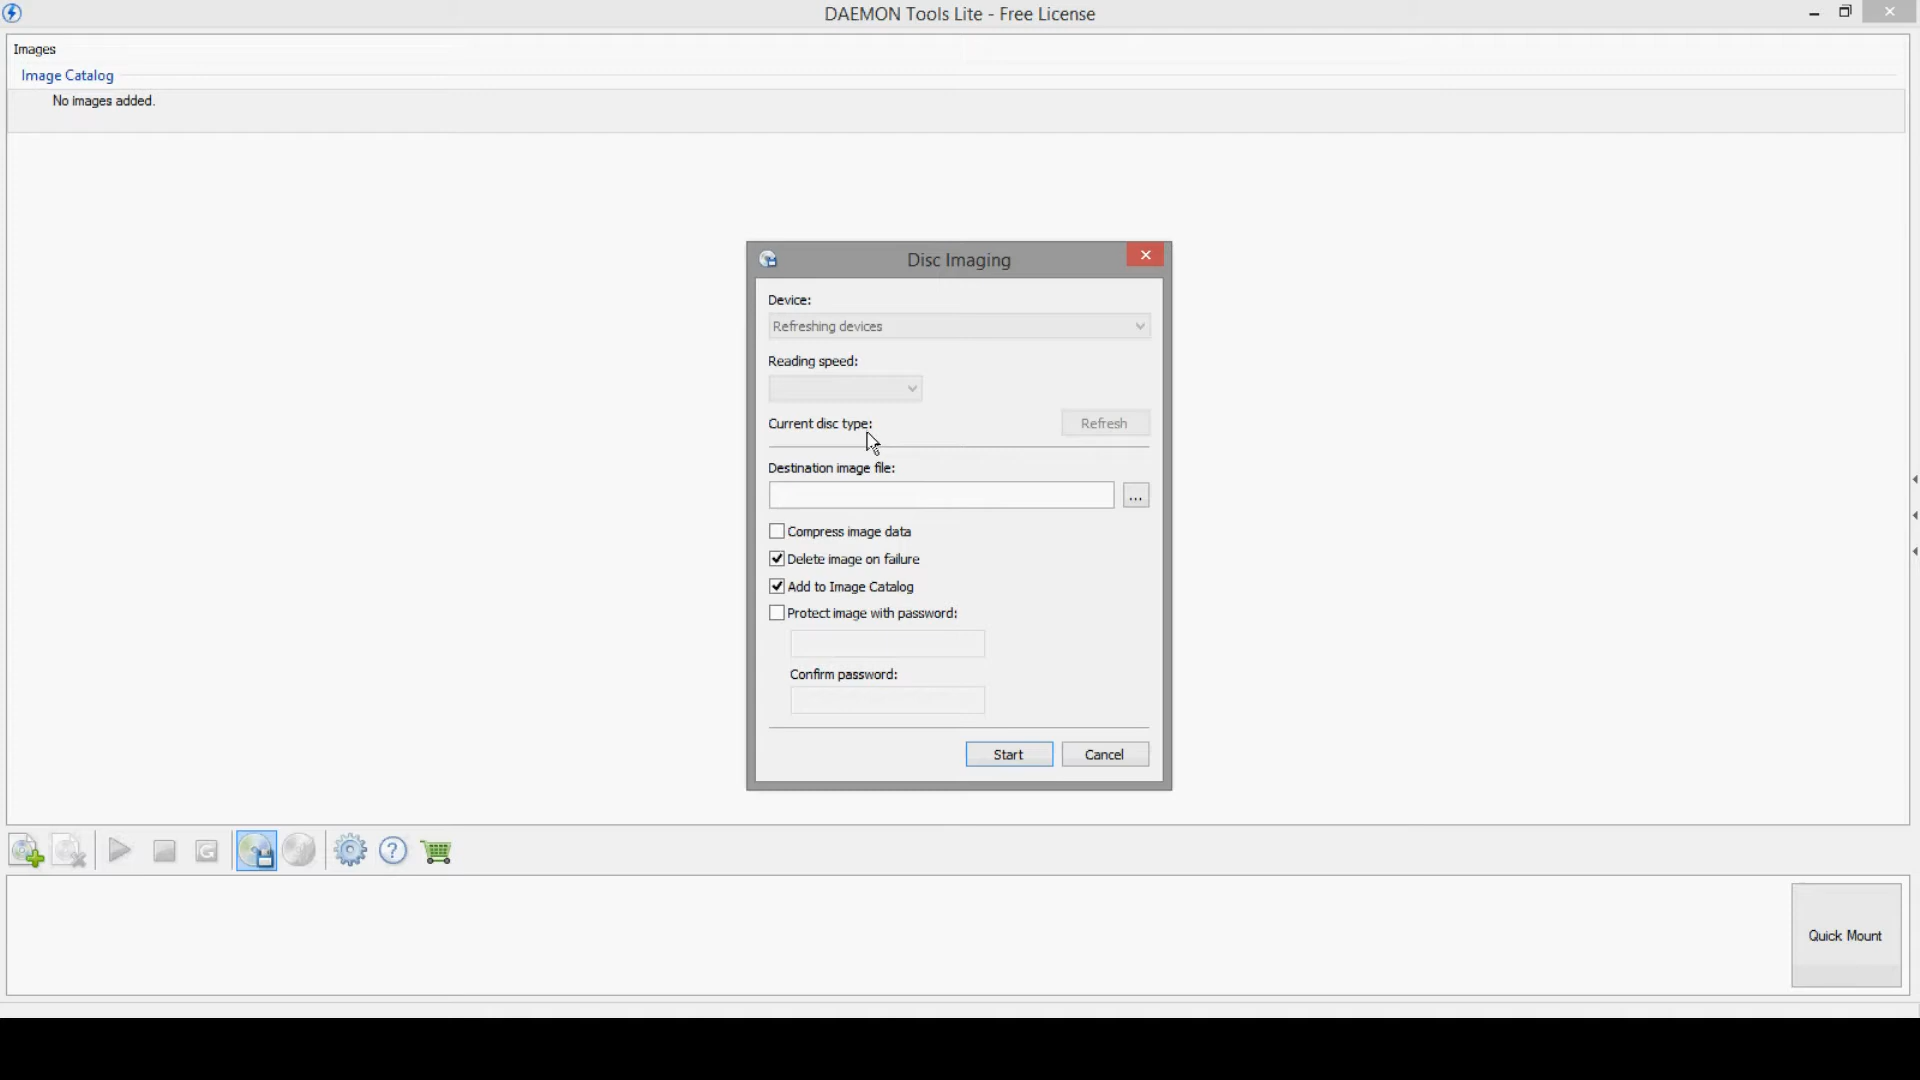 DAEMON Tools Lite - Free License
Images
Image Catalog
No images added.
Disc Imaging
Device:
Refreshing devices
Reading speed:
Current disc type:
Refresh
Destination image file:
...
Compress image data
Delete image on failure
Add to Image Catalog
Protect image with password:
Confirm password:
Start
Cancel
Quick Mount